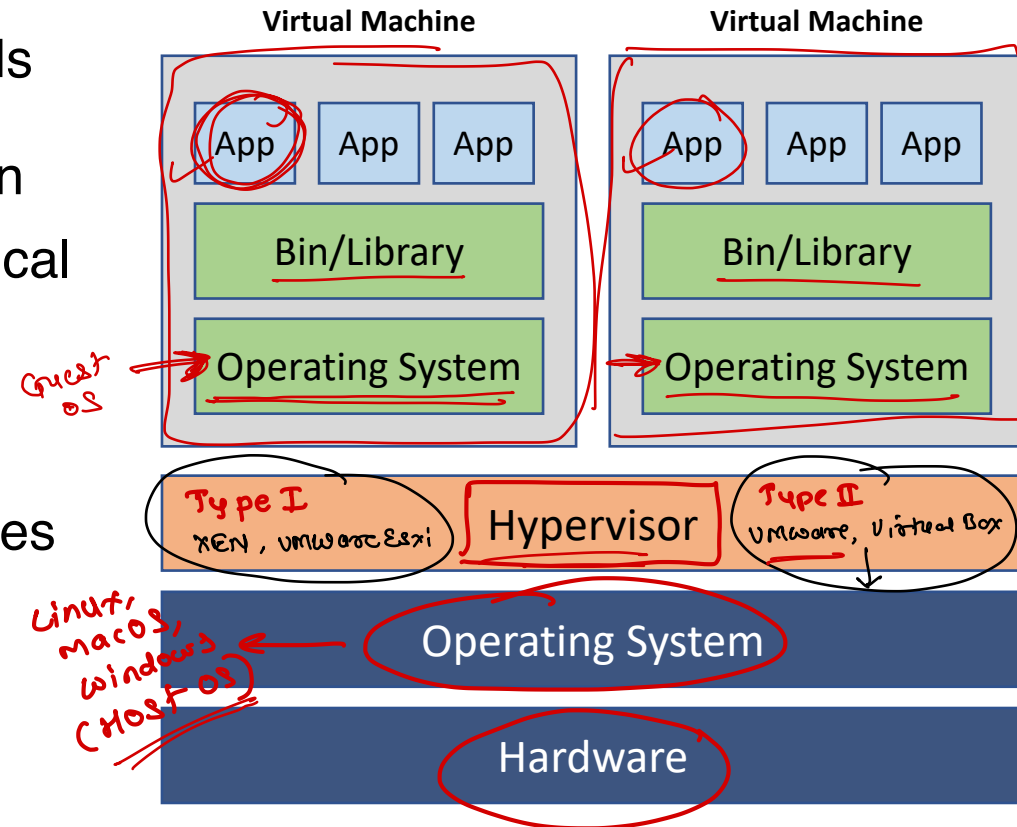 Virtual Machine Virtual Machine
ls
App App App App App App
n
Bin/Library Bin/Library
ical
Guest OS
Operating System Operating System
Type I
XEN, VMware Esxi
Hypervisor
Type II
VMware, Virtual Box
es
Linux,
macOS,
windows
(HOST OS)
Operating System
Hardware